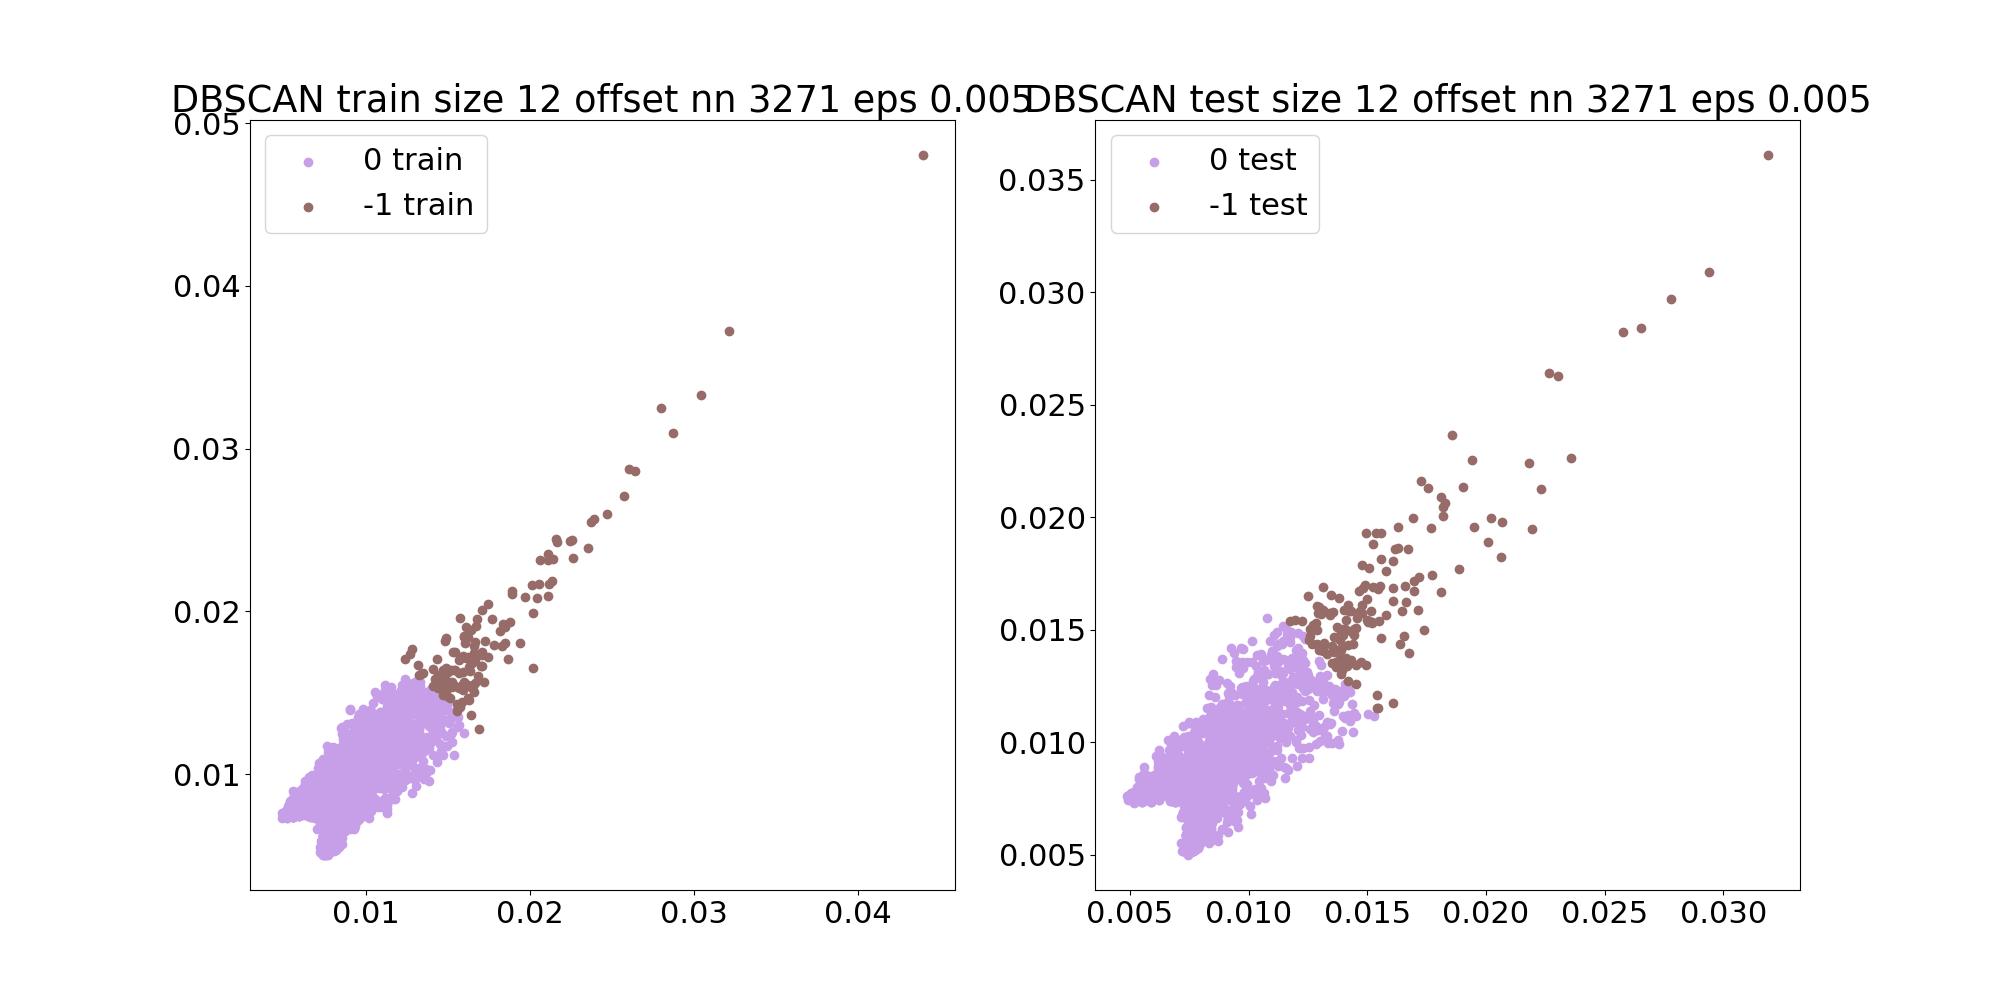 DBSCAN train size 12 offset nn 3271 eps 0.005
0 train
-1 train
0.05
0.04
0.03
0.02
0.01
0.01 0.02 0.03 0.04
DBSCAN test size 12 offset nn 3271 eps 0.005
0 test
-1 test
0.035
0.030
0.025
0.020
0.015
0.010
0.005
0.005 0.010 0.015 0.020 0.025 0.030